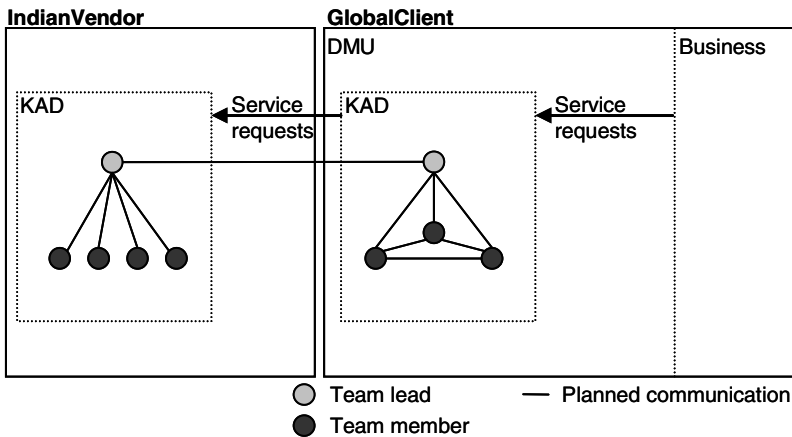 IndianVendor
GlobalClient
DMU
Business
KAD
Service
requests
KAD
Service
requests
Team lead
Planned communication
Team member